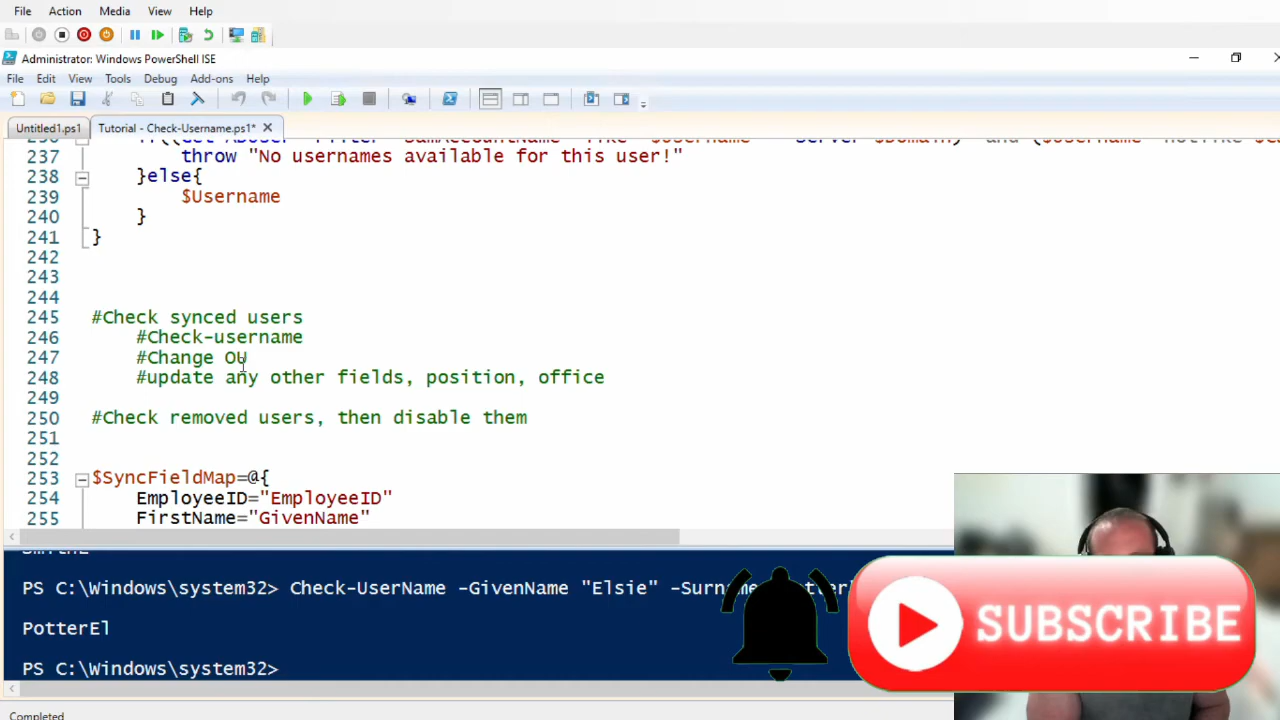 File Action Media View Help
Administrator: Windows PowerShell ISE
File Edit View Tools Debug Add-ons Help
Untitled1.ps1 Tutorial - Check-Username.ps1* X
237 throw "No usernames available for this user!"
238 }else{
239 $Username
240 }
241 }
242
243
244
245 #Check synced users
246 #Check-username
247 #Change OU
248 #update any other fields, position, office
249
250 #Check removed users, then disable them
251
252
253 $SyncFieldMap=@{
254 EmployeeID="EmployeeID"
255 FirstName="GivenName"
PS C:\Windows\system32> Check-UserName -GivenName "Elsie" -Surname
PotterEl
PS C:\Windows\system32>
SUBSCRIBE
Completed